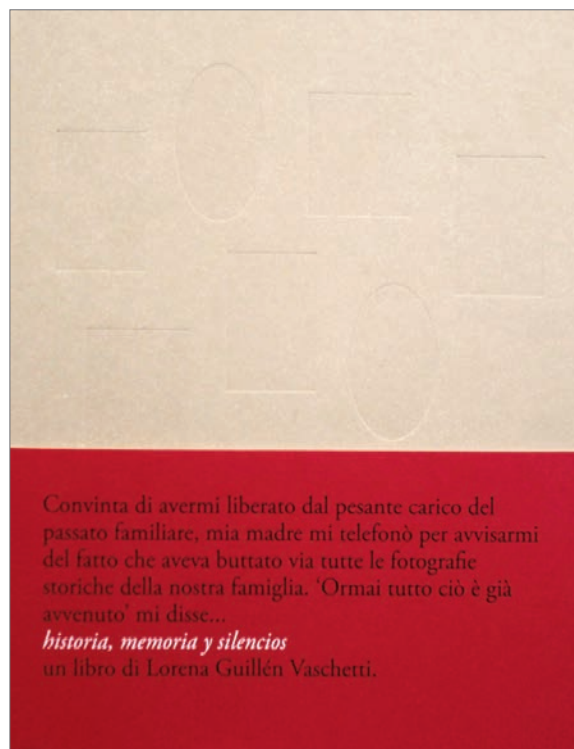 Convinta di avermi liberato dal pesante carico del
passato familiare, mia madre mi telefonò per avvisarmi
del fatto che aveva buttato via tutte le fotografie
storiche della nostra famiglia. ‘Ormai tutto ciò è già
avvenuto’ mi disse...
historia, memoria y silencios
un libro di Lorena Guillén Vaschetti.